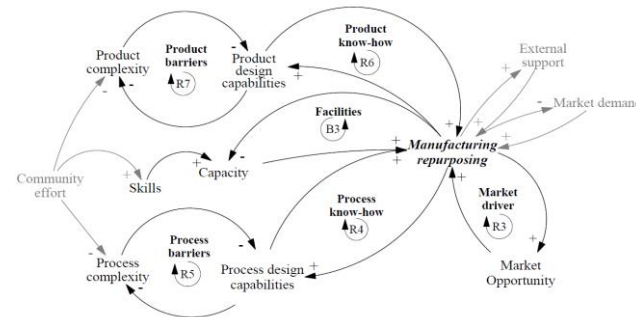 Product
barriers
R7
Product
complexity
Product
design
capabilities
Product
know-how
R6
External
support
Market demand
Facilities
B3
Manufacturing
repurposing
Community
effort
Skills
Capacity
Process
know-how
R4
Market
driver
R3
Process
barriers
R5
Process
complexity
Process design
capabilities
Market
Opportunity
- - - - + + + + - + + + + - + + + + - - - + + +